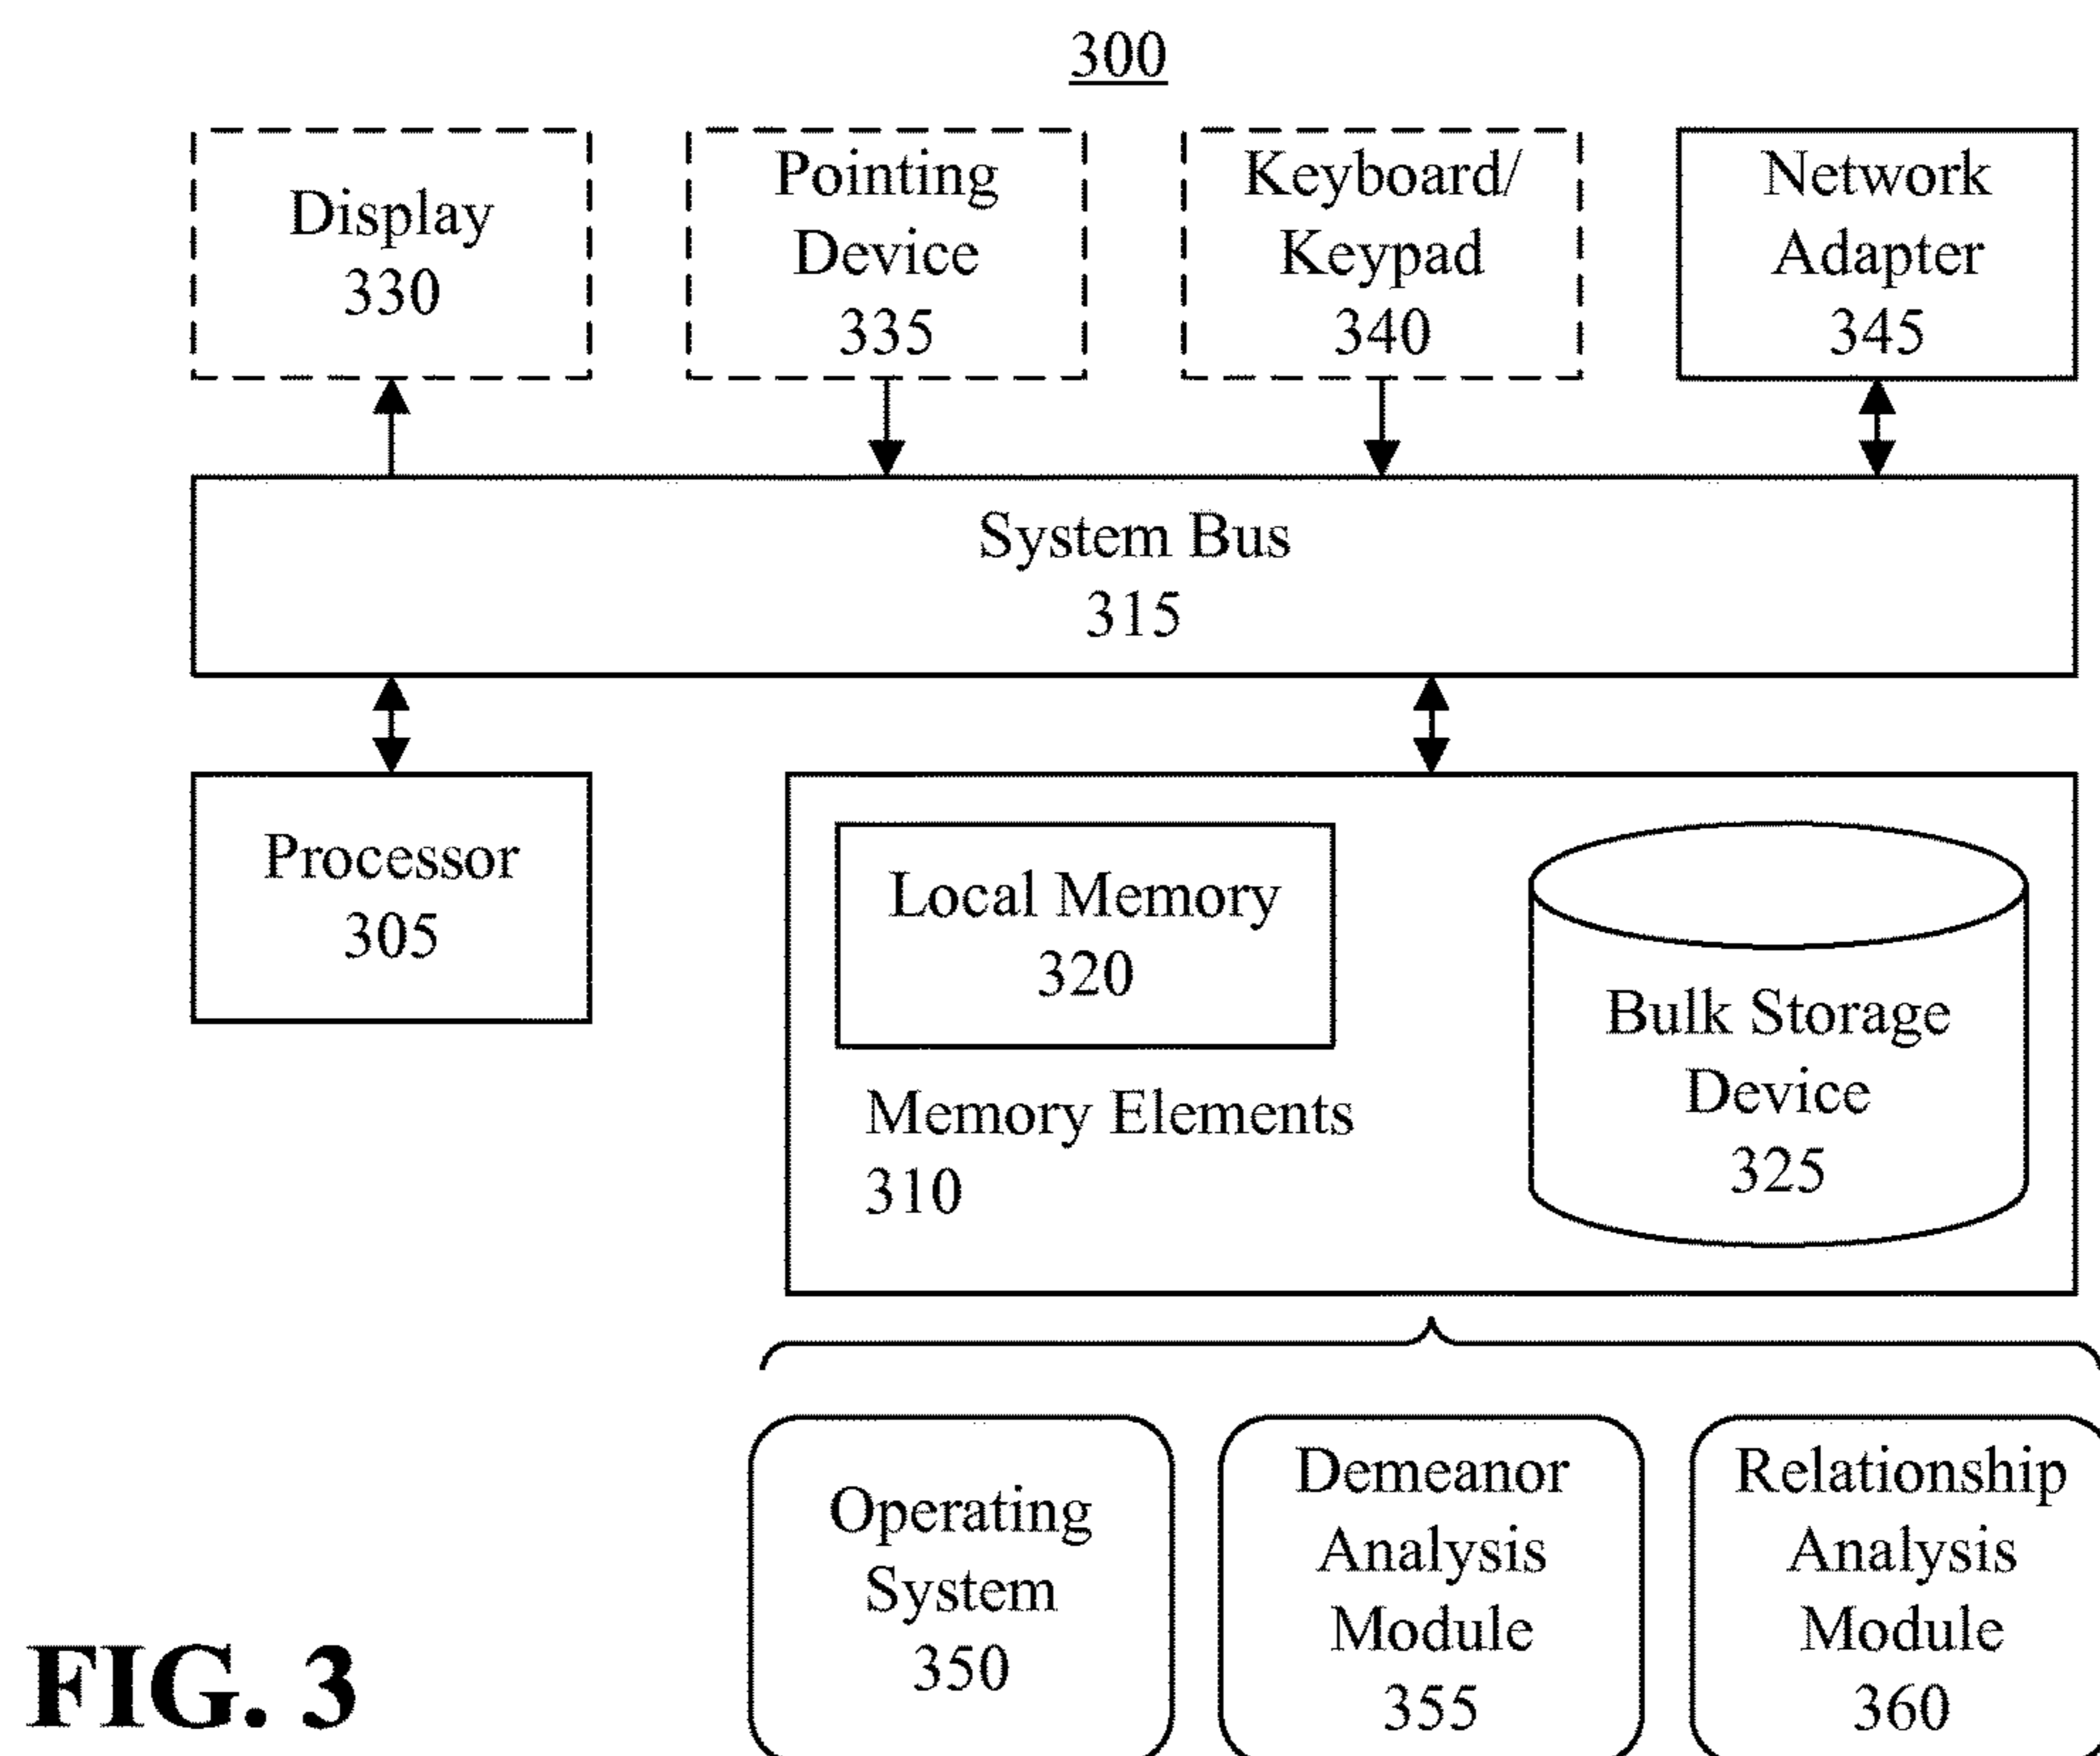 300
Display
330
Pointing
Device
335
Keyboard/
Keypad
340
Network
Adapter
345
System Bus
315
Processor
305
Local Memory
320
Memory Elements
310
Bulk Storage
Device
325
Operating
System
350
Demeanor
Analysis
Module
355
Relationship
Analysis
Module
360
FIG. 3